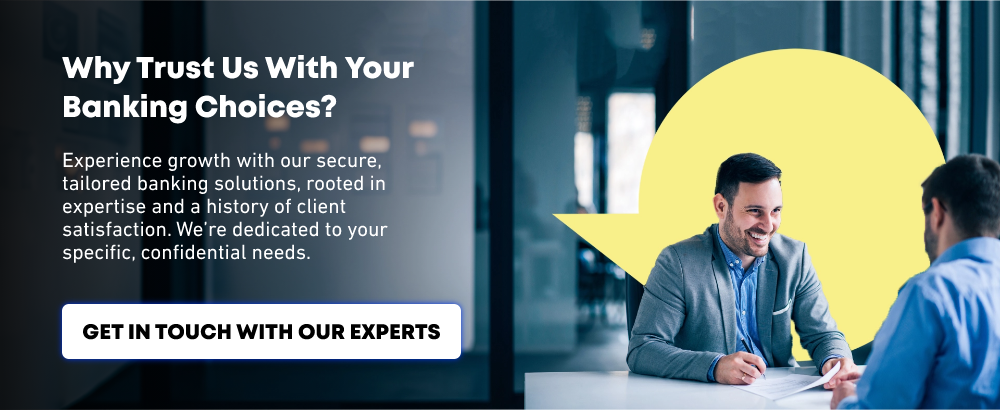 Why Trust Us With Your
Banking Choices?
Experience growth with our secure,
tailored banking solutions, rooted in
expertise and a history of client
satisfaction. We're dedicated to your
specific, confidential needs.
GET IN TOUCH WITH OUR EXPERTS